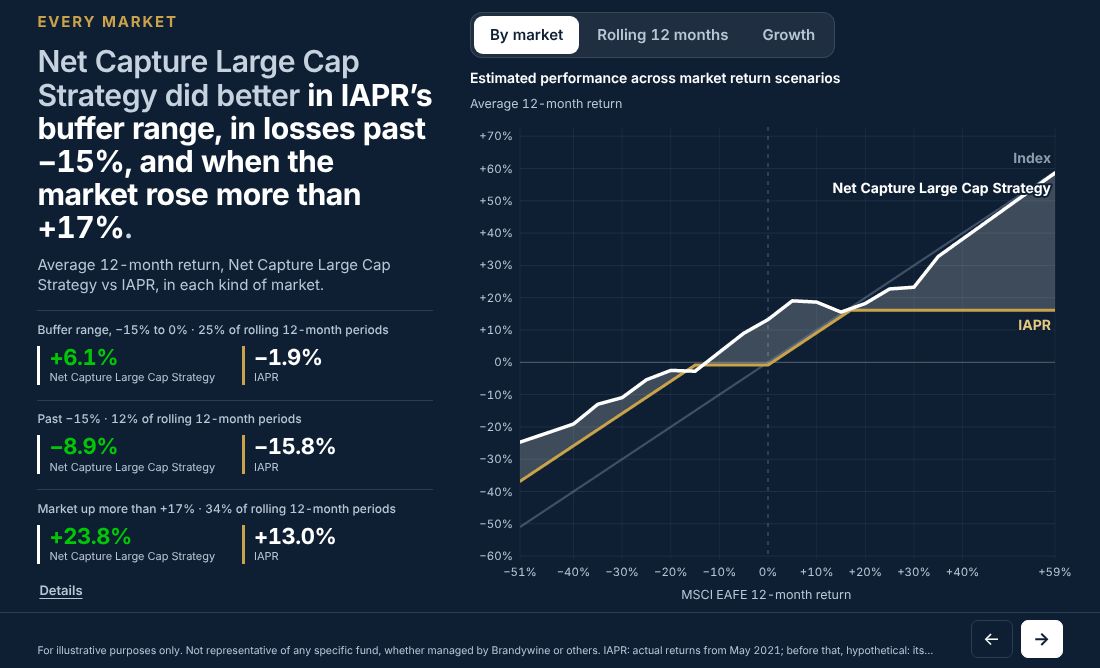 EVERY MARKET
Net Capture Large Cap
Strategy did better in IAPR’s
buffer range, in losses past
−15%, and when the
market rose more than
+17%.
Average 12-month return, Net Capture Large Cap
Strategy vs IAPR, in each kind of market.
Buffer range, −15% to 0% · 25% of rolling 12-month periods
+6.1%
Net Capture Large Cap Strategy
−1.9%
IAPR
Past −15% · 12% of rolling 12-month periods
−8.9%
Net Capture Large Cap Strategy
−15.8%
IAPR
Market up more than +17% · 34% of rolling 12-month periods
+23.8%
Net Capture Large Cap Strategy
+13.0%
IAPR
Details
By market
Rolling 12 months
Growth
Estimated performance across market return scenarios
Average 12-month return
+70%
+60%
+50%
+40%
+30%
+20%
+10%
0%
−10%
−20%
−30%
−40%
−50%
−60%
Index
Net Capture Large Cap Strategy
IAPR
−51%
−40%
−30%
−20%
−10%
0%
+10%
+20%
+30%
+40%
+59%
MSCI EAFE 12-month return
For illustrative purposes only. Not representative of any specific fund, whether managed by Brandywine or others. IAPR: actual returns from May 2021; before that, hypothetical: its…